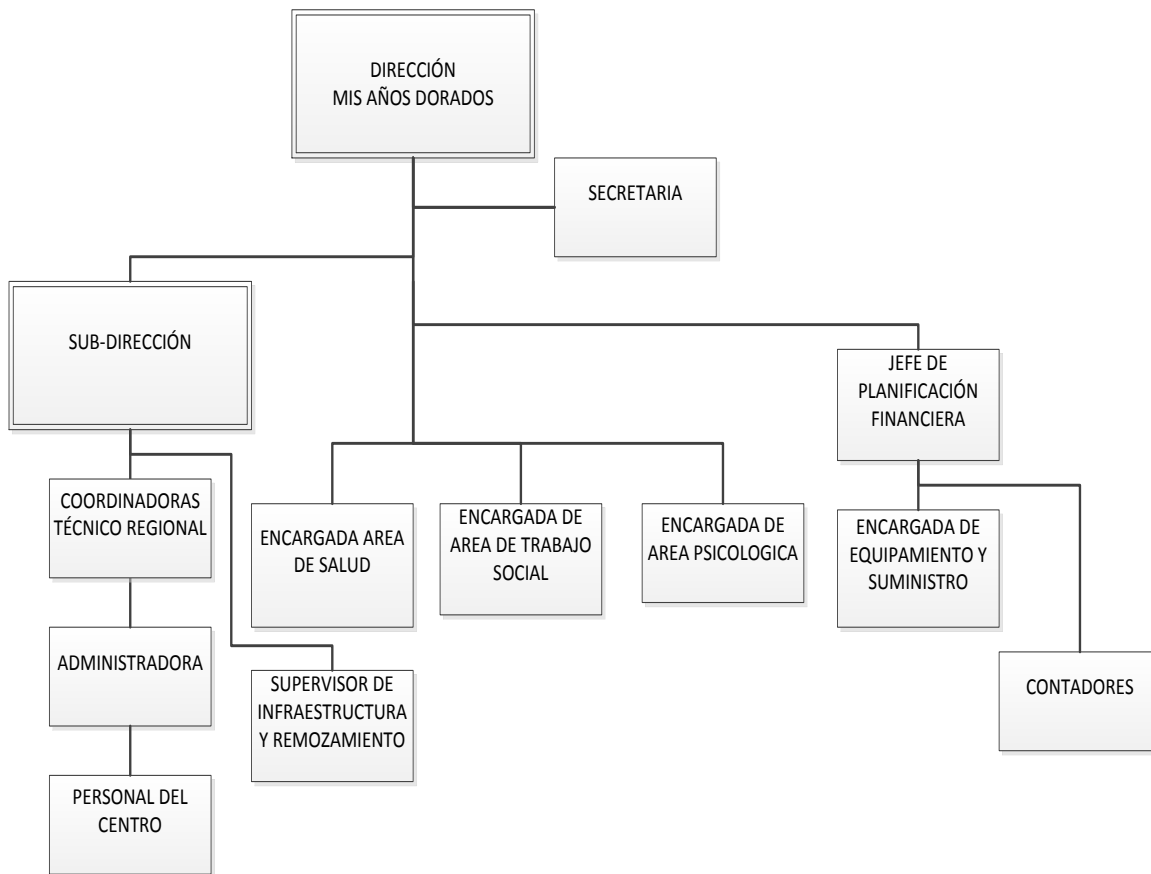 DIRECCIÓN
MIS AÑOS DORADOS
SECRETARIA
SUB-DIRECCIÓN
JEFE DE
PLANIFICACIÓN
FINANCIERA
COORDINADORAS
TÉCNICO REGIONAL
ENCARGADA AREA
DE SALUD
ENCARGADA DE
AREA DE TRABAJO
SOCIAL
ENCARGADA DE
AREA PSICOLOGICA
ENCARGADA DE
EQUIPAMIENTO Y
SUMINISTRO
ADMINISTRADORA
SUPERVISOR DE
INFRAESTRUCTURA
Y REMOZAMIENTO
CONTADORES
PERSONAL DEL
CENTRO